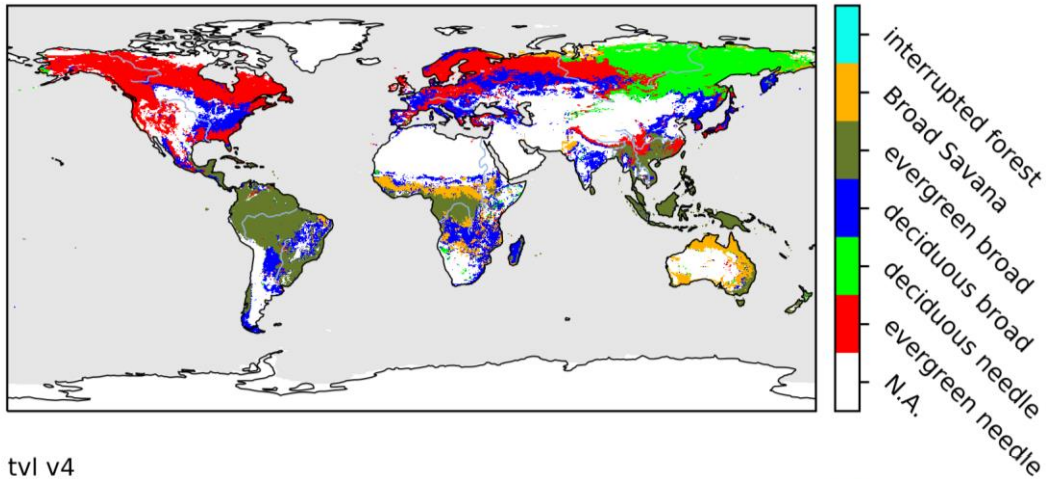 interrupted forest
Broad Savana
evergreen broad
deciduous broad
deciduous needle
evergreen needle
N.A.
tvl v4